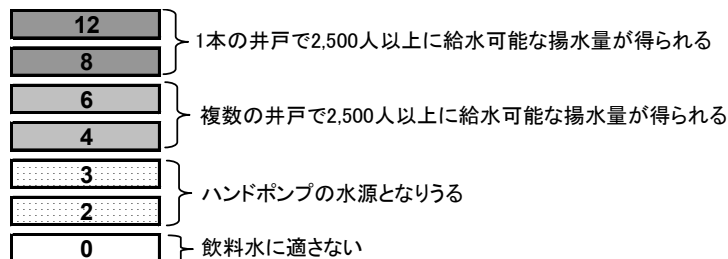 12
1本の井戸で2,500人以上に給水可能な揚水量が得られる
8
6
複数の井戸で2,500人以上に給水可能な揚水量が得られる
4
3
ハンドポンプの水源となりうる
2
0 飲料水に適さない